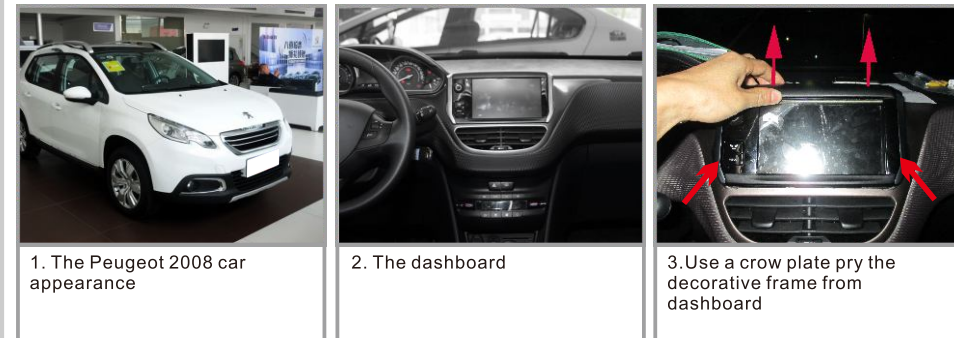 1. The Peugeot 2008 car
appearance
2. The dashboard
3.Use a crow plate pry the
decorative frame from
dashboard